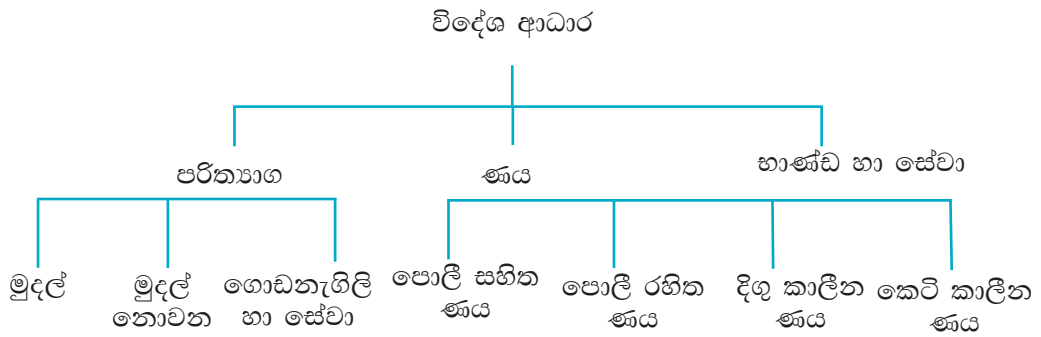 විදේශ ආධාර
පරිත්‍යාග
ණය
භාණ්ඩ හා සේවා
මුදල්
මුදල්
නොවන
ගොඩනැගිලි
හා සේවා
පොලී සහිත
ණය
පොලී රහිත
ණය
දිගු කාලීන
ණය
කෙටි කාලීන
ණය